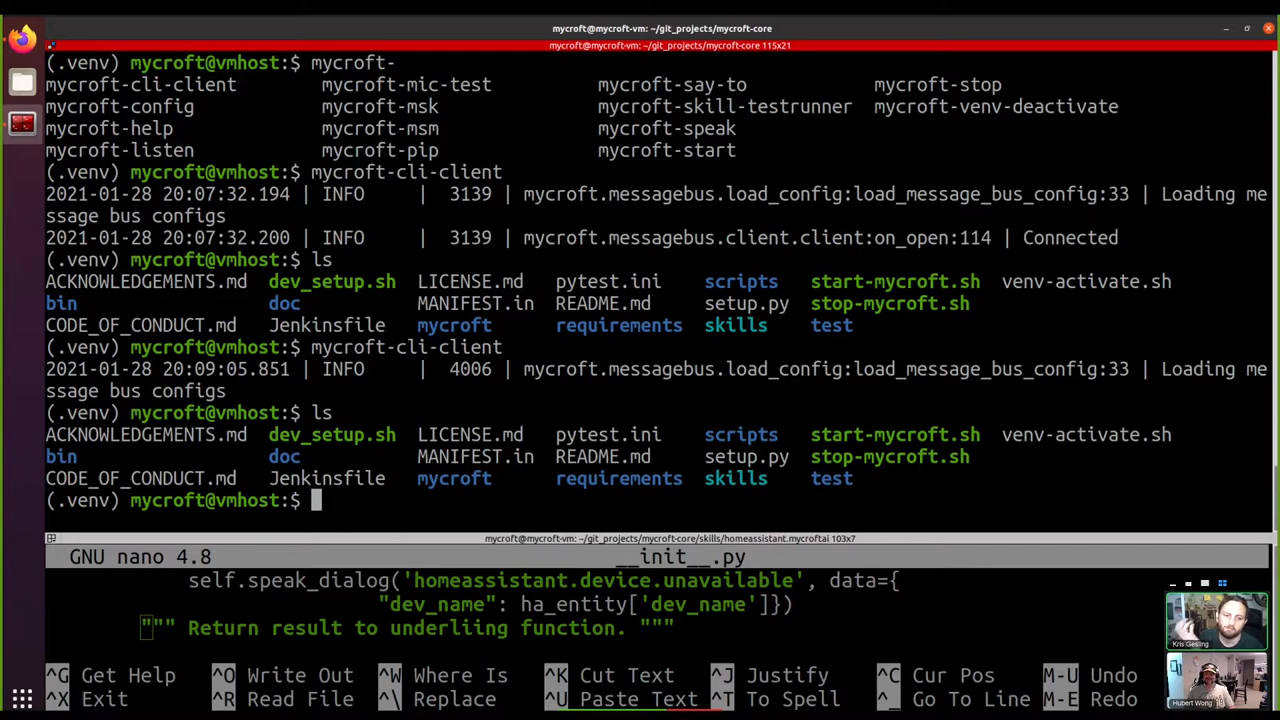 mycroft@mycroft-vm: ~/git_projects/mycroft-core
mycroft@mycroft-vm: ~/git_projects/mycroft-core 115x21
(.venv) mycroft@vmhost:$ mycroft-
mycroft-cli-client mycroft-mic-test mycroft-say-to mycroft-stop
mycroft-config mycroft-msk mycroft-skill-testrunner mycroft-venv-deactivate
mycroft-help mycroft-msm mycroft-speak
mycroft-listen mycroft-pip mycroft-start
(.venv) mycroft@vmhost:$ mycroft-cli-client
2021-01-28 20:07:32.194 | INFO | 3139 | mycroft.messagebus.load_config:load_message_bus_config:33 | Loading me
ssage bus configs
2021-01-28 20:07:32.200 | INFO | 3139 | mycroft.messagebus.client.client:on_open:114 | Connected
(.venv) mycroft@vmhost:$ ls
ACKNOWLEDGEMENTS.md dev_setup.sh LICENSE.md pytest.ini scripts start-mycroft.sh venv-activate.sh
bin doc MANIFEST.in README.md setup.py stop-mycroft.sh
CODE_OF_CONDUCT.md Jenkinsfile mycroft requirements skills test
(.venv) mycroft@vmhost:$ mycroft-cli-client
2021-01-28 20:09:05.851 | INFO | 4006 | mycroft.messagebus.load_config:load_message_bus_config:33 | Loading me
ssage bus configs
(.venv) mycroft@vmhost:$ ls
ACKNOWLEDGEMENTS.md dev_setup.sh LICENSE.md pytest.ini scripts start-mycroft.sh venv-activate.sh
bin doc MANIFEST.in README.md setup.py stop-mycroft.sh
CODE_OF_CONDUCT.md Jenkinsfile mycroft requirements skills test
(.venv) mycroft@vmhost:$
mycroft@mycroft-vm: ~/git_projects/mycroft-core/skills/homeassistant.mycroftai 103x7
GNU nano 4.8 __init__.py
self.speak_dialog('homeassistant.device.unavailable', data={
"dev_name": ha_entity['dev_name']})
""" Return result to underliing function. """
^G Get Help ^O Write Out ^W Where Is ^K Cut Text ^J Justify ^C Cur Pos M-U Undo
^X Exit ^R Read File ^\ Replace ^U Paste Text ^T To Spell ^_ Go To Line M-E Redo
Kris Gesling
Hubert Wong